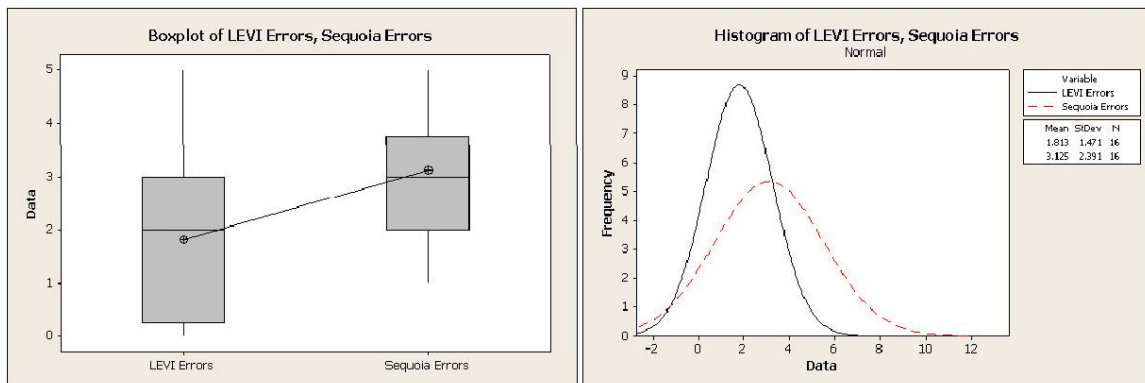 Boxplot of LEVI Errors, Sequoia Errors
5
4
3
2
1
0
Data
LEVI Errors
Sequoia Errors
Histogram of LEVI Errors, Sequoia Errors
Normal
9
8
7
6
5
4
3
2
1
0
Frequency
-2 0 2 4 6 8 10 12
Data
Variable
LEVI Errors
Sequoia Errors
Mean StDev N
1.813 1.471 16
3.125 2.391 16